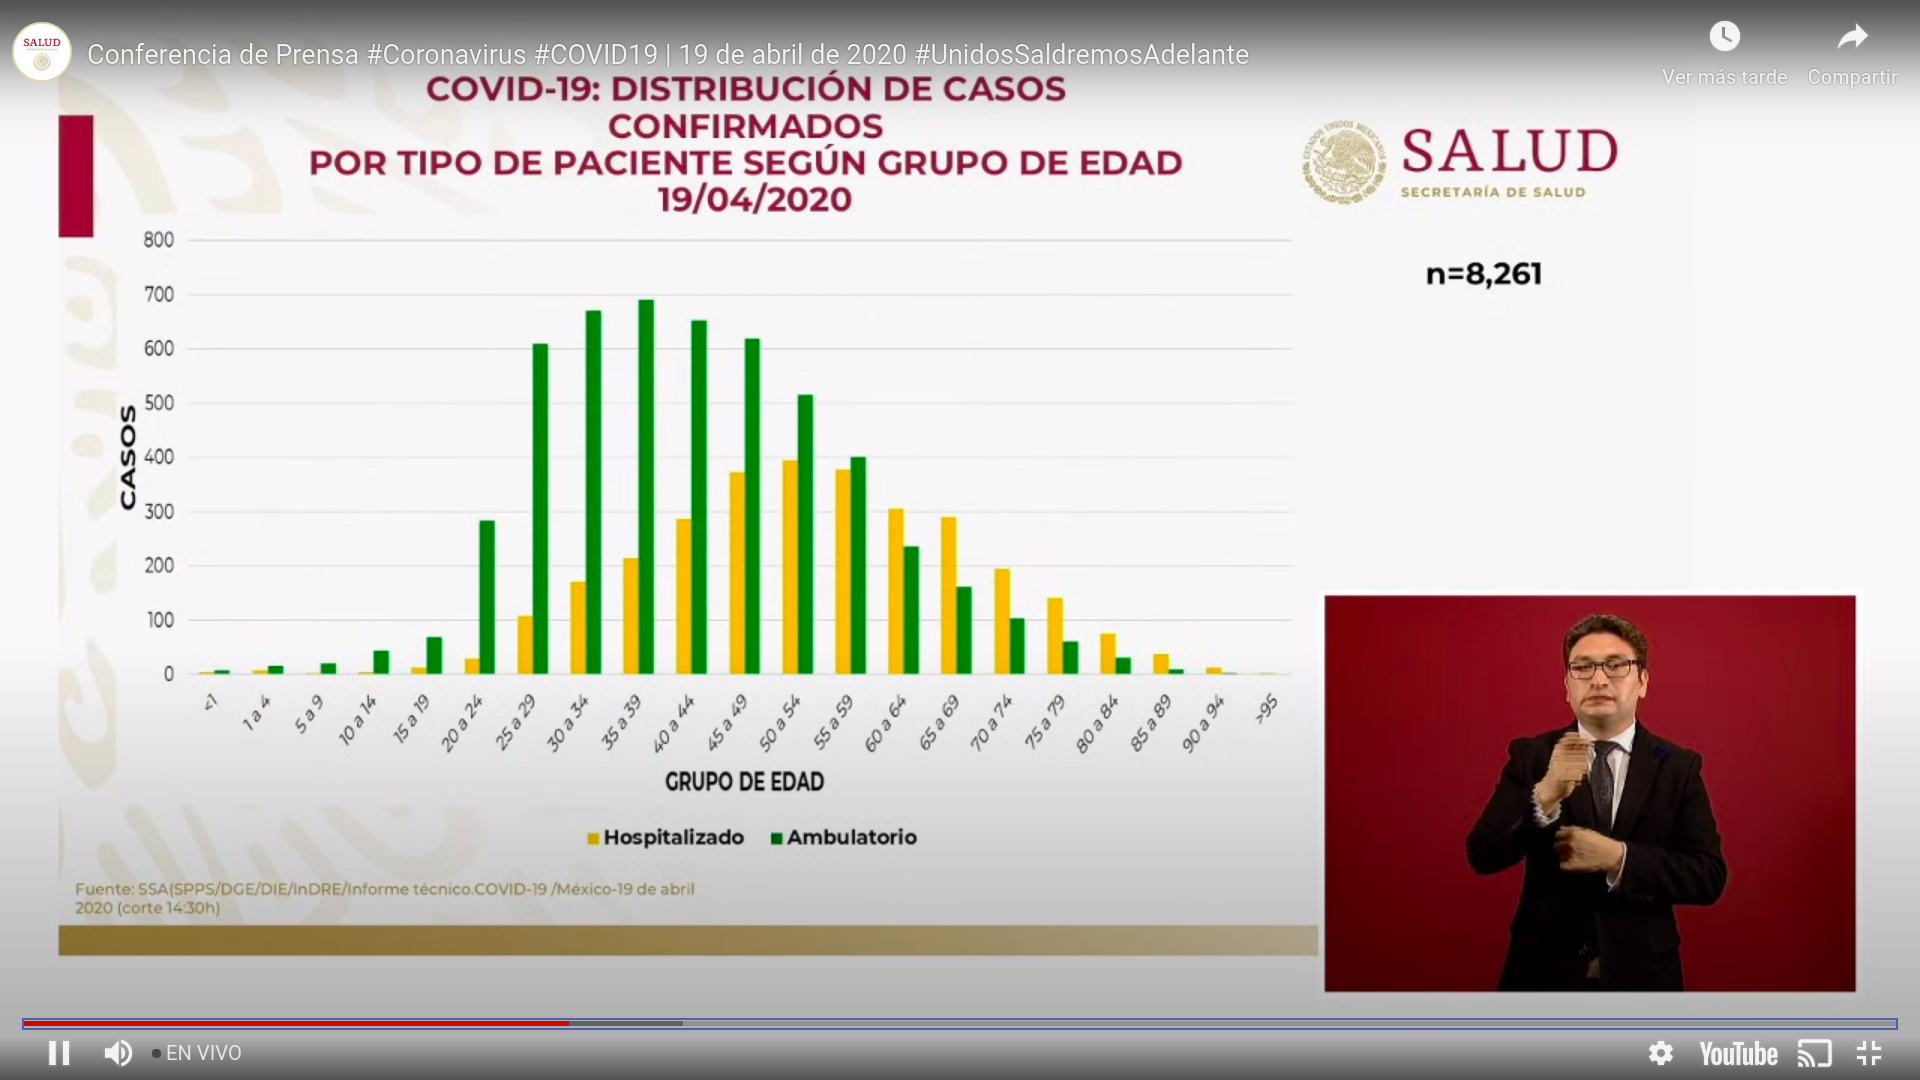 SALUD
Conferencia de Prensa #Coronavirus #COVID19 | 19 de abril de 2020 #UnidosSaldremosAdelante
Ver más tarde
Compartir
COVID-19: DISTRIBUCIÓN DE CASOS
CONFIRMADOS
POR TIPO DE PACIENTE SEGÚN GRUPO DE EDAD
19/04/2020
ESTADOS UNIDOS MEXICANOS
SALUD
SECRETARÍA DE SALUD
n=8,261
800
700
600
500
400
300
200
100
0
CASOS
<1
1 a 4
5 a 9
10 a 14
15 a 19
20 a 24
25 a 29
30 a 34
35 a 39
40 a 44
45 a 49
50 a 54
55 a 59
60 a 64
65 a 69
70 a 74
75 a 79
80 a 84
85 a 89
90 a 94
>95
GRUPO DE EDAD
Hospitalizado
Ambulatorio
Fuente: SSA(SPPS/DGE/DIE/InDRE/Informe técnico.COVID-19 /México-19 de abril
2020 (corte 14:30h)
EN VIVO
YouTube